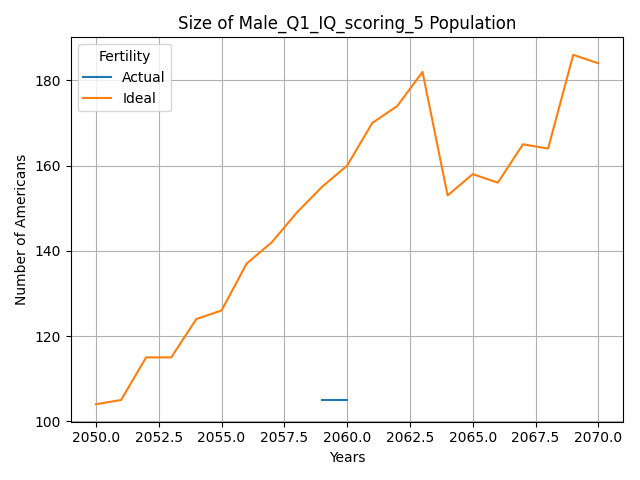 Size of Male_Q1_IQ_scoring_5 Population
Fertility
Actual
Ideal
Number of Americans
180
160
140
120
100
2050.0 2052.5 2055.0 2057.5 2060.0 2062.5 2065.0 2067.5 2070.0
Years